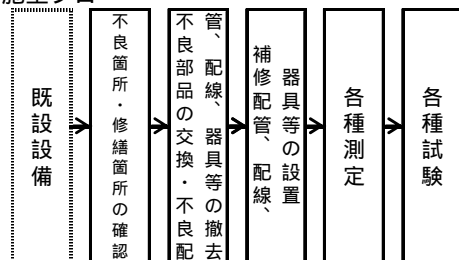 既設設備
不良箇所・修繕箇所の確認
不良部品の交換・不良配
管、配線、器具等の撤去
補修配管、配線、
器具等の設置
各種測定
各種試験